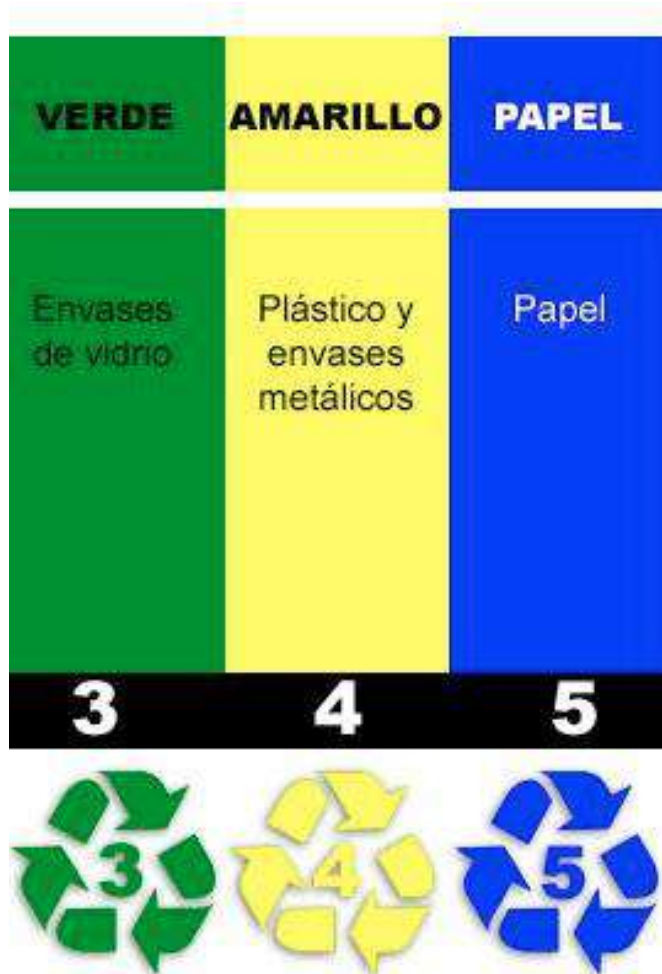 VERDE AMARILLO PAPEL
Envases
de vidrio
Plástico y
envases
metálicos
Papel
3 4 5
3 4 5